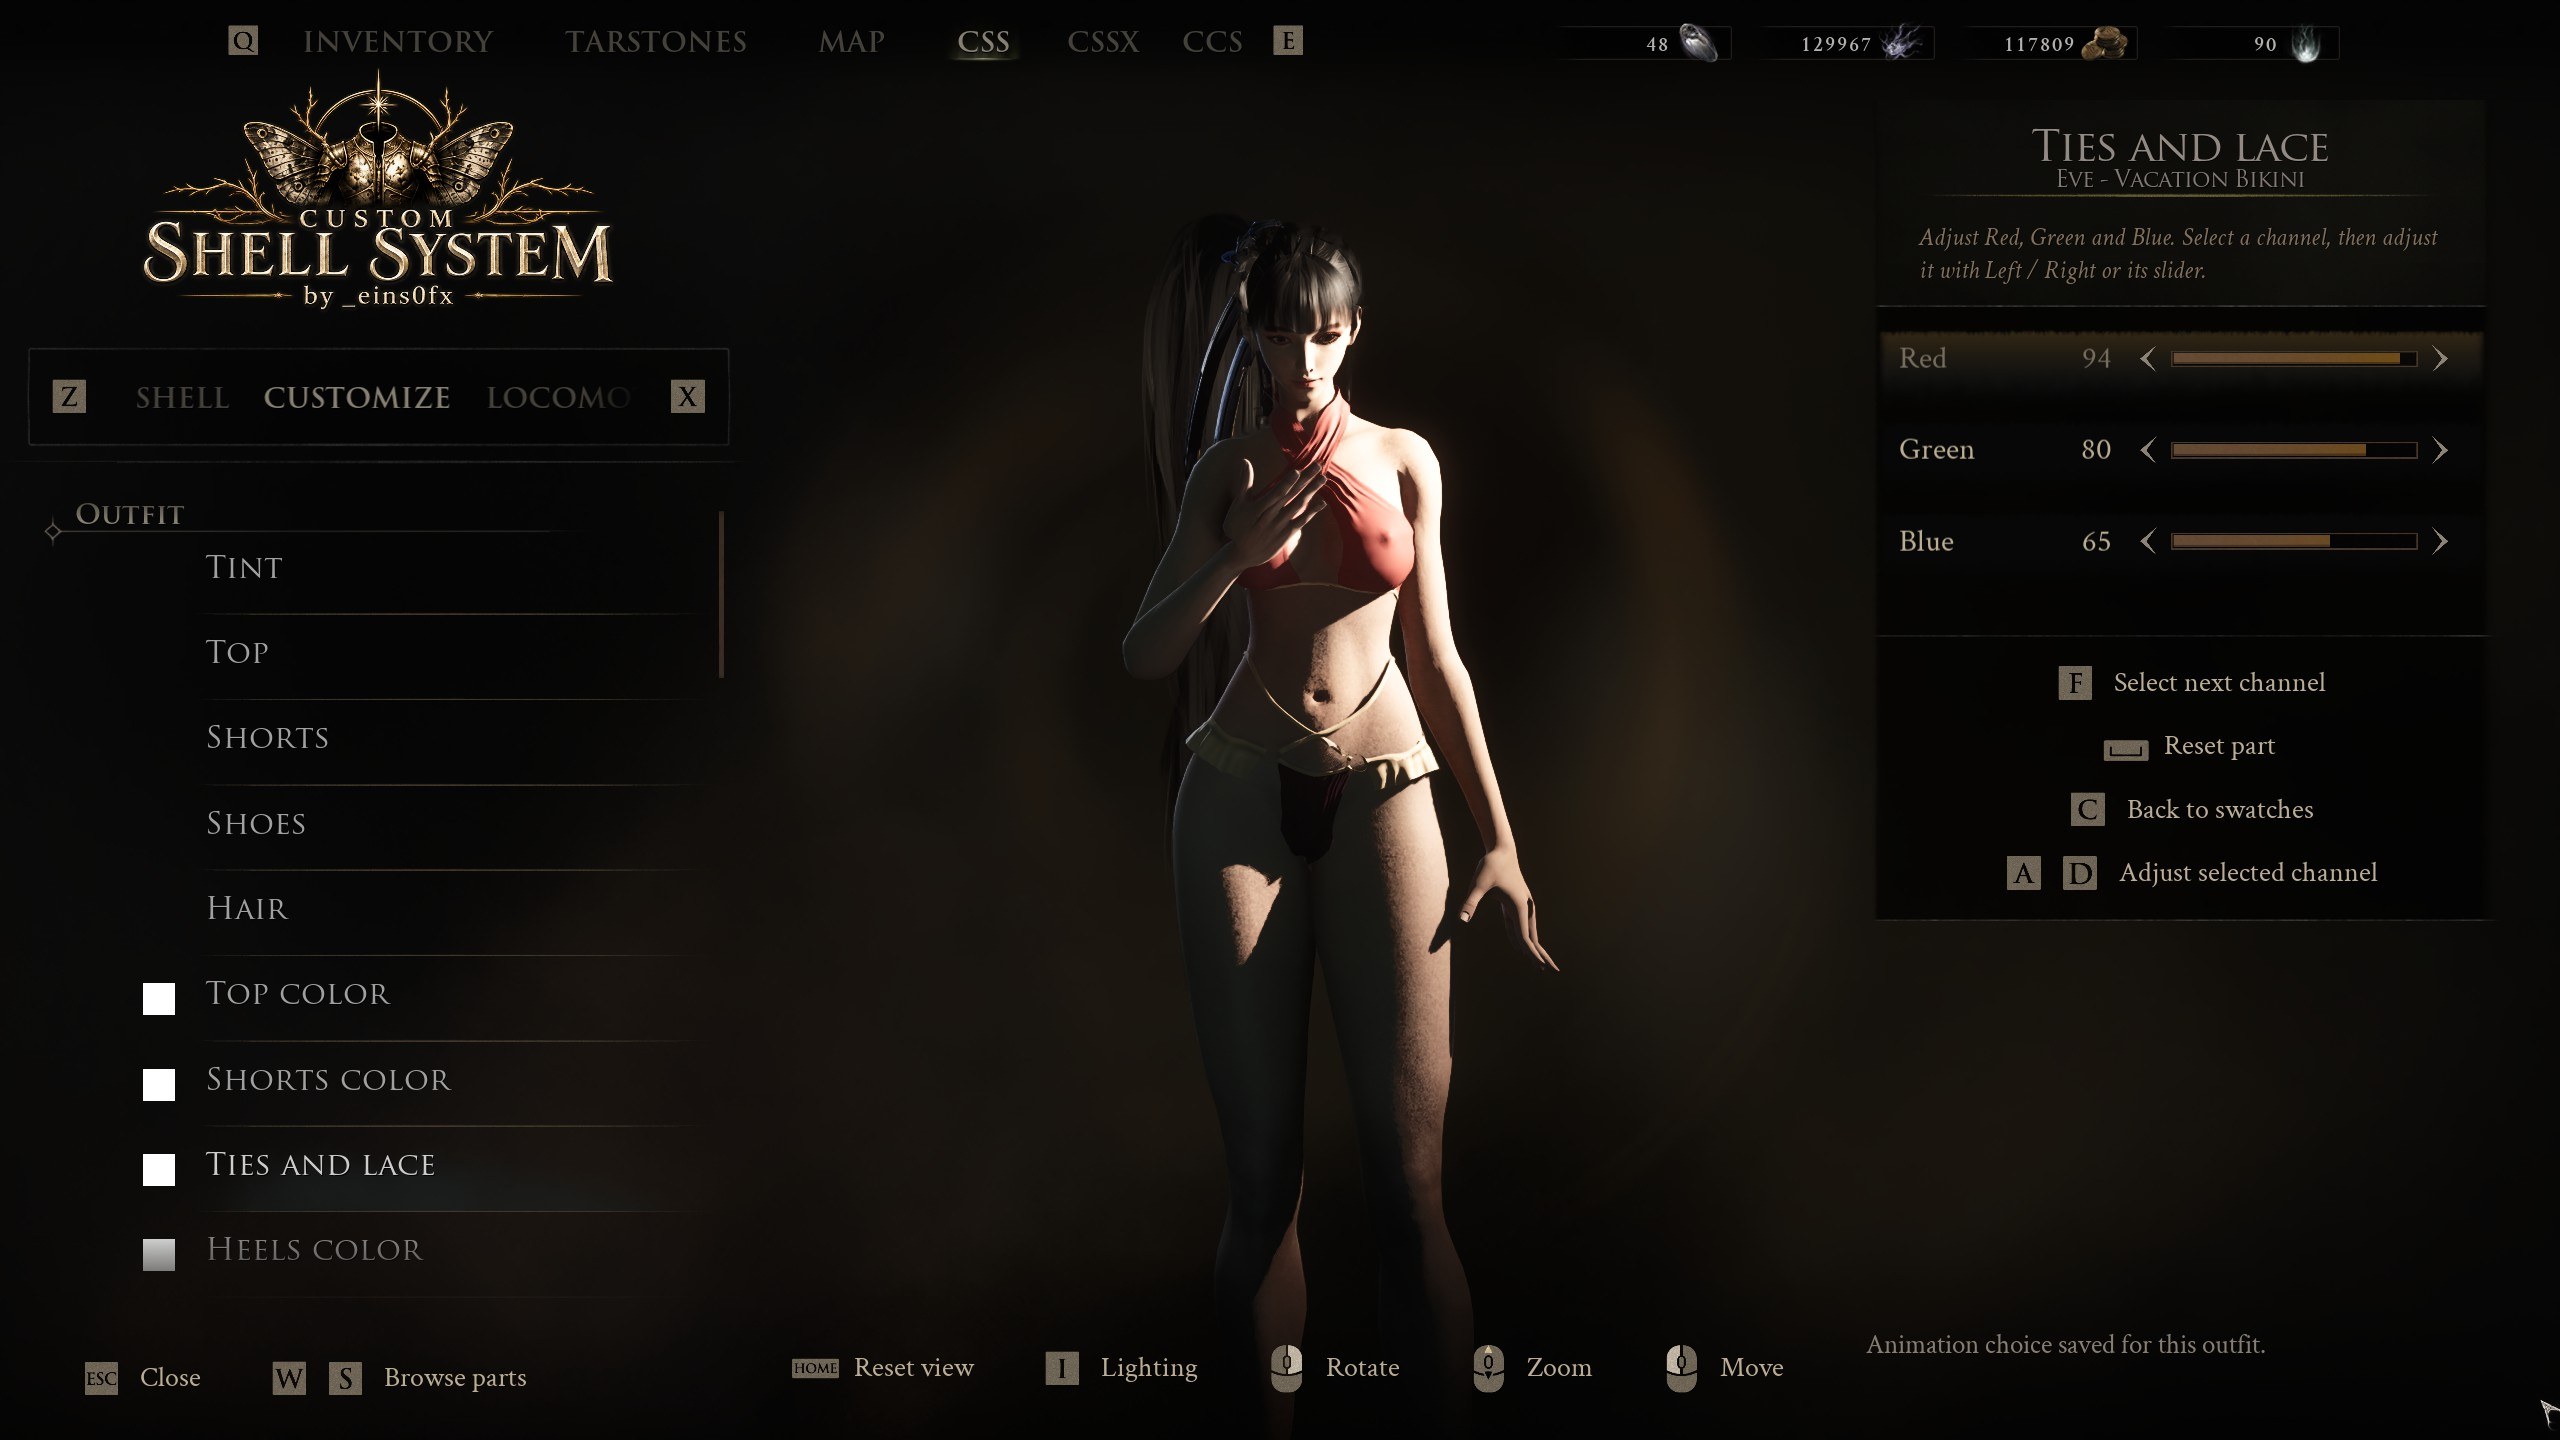 Q INVENTORY TARSTONES MAP CSS CSSX CCS E
48 129967 117809 90
CUSTOM
SHELL SYSTEM
by _eins0fx
Z SHELL CUSTOMIZE LOCOMO X
OUTFIT
TINT
TOP
SHORTS
SHOES
HAIR
TOP COLOR
SHORTS COLOR
TIES AND LACE
HEELS COLOR
TIES AND LACE
EVE - VACATION BIKINI
Adjust Red, Green and Blue. Select a channel, then adjust
it with Left / Right or its slider.
Red 94
Green 80
Blue 65
F Select next channel
Reset part
C Back to swatches
A D Adjust selected channel
Animation choice saved for this outfit.
ESC Close W S Browse parts HOME Reset view I Lighting Rotate Zoom Move